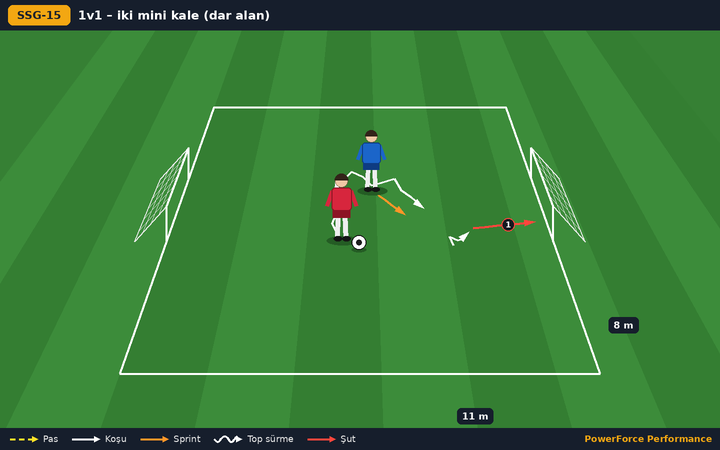 SSG-15 1v1 – iki mini kale (dar alan)
1
8 m
11 m
Pas Koşu Sprint Top sürme Şut PowerForce Performance